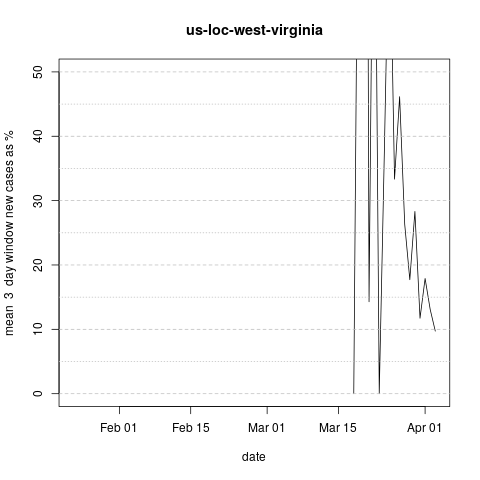 us-loc-west-virginia
mean 3 day window new cases as %
50
40
30
20
10
0
Feb 01 Feb 15 Mar 01 Mar 15 Apr 01
date